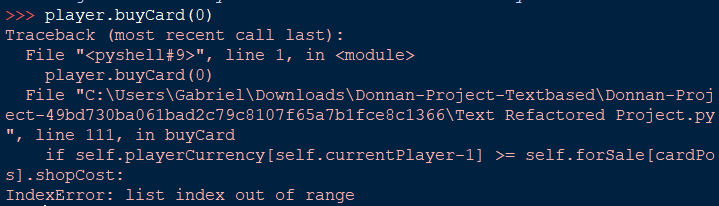 >>> player.buyCard(0)
Traceback (most recent call last):
  File "<pyshell#9>", line 1, in <module>
    player.buyCard(0)
  File "C:\Users\Gabriel\Downloads\Donnan-Project-Textbased\Donnan-Proj
ect-49bd730ba061bad2c79c8107f65a7b1fce8c1366\Text Refactored Project.py
", line 111, in buyCard
    if self.playerCurrency[self.currentPlayer-1] >= self.forSale[cardPo
s].shopCost:
IndexError: list index out of range